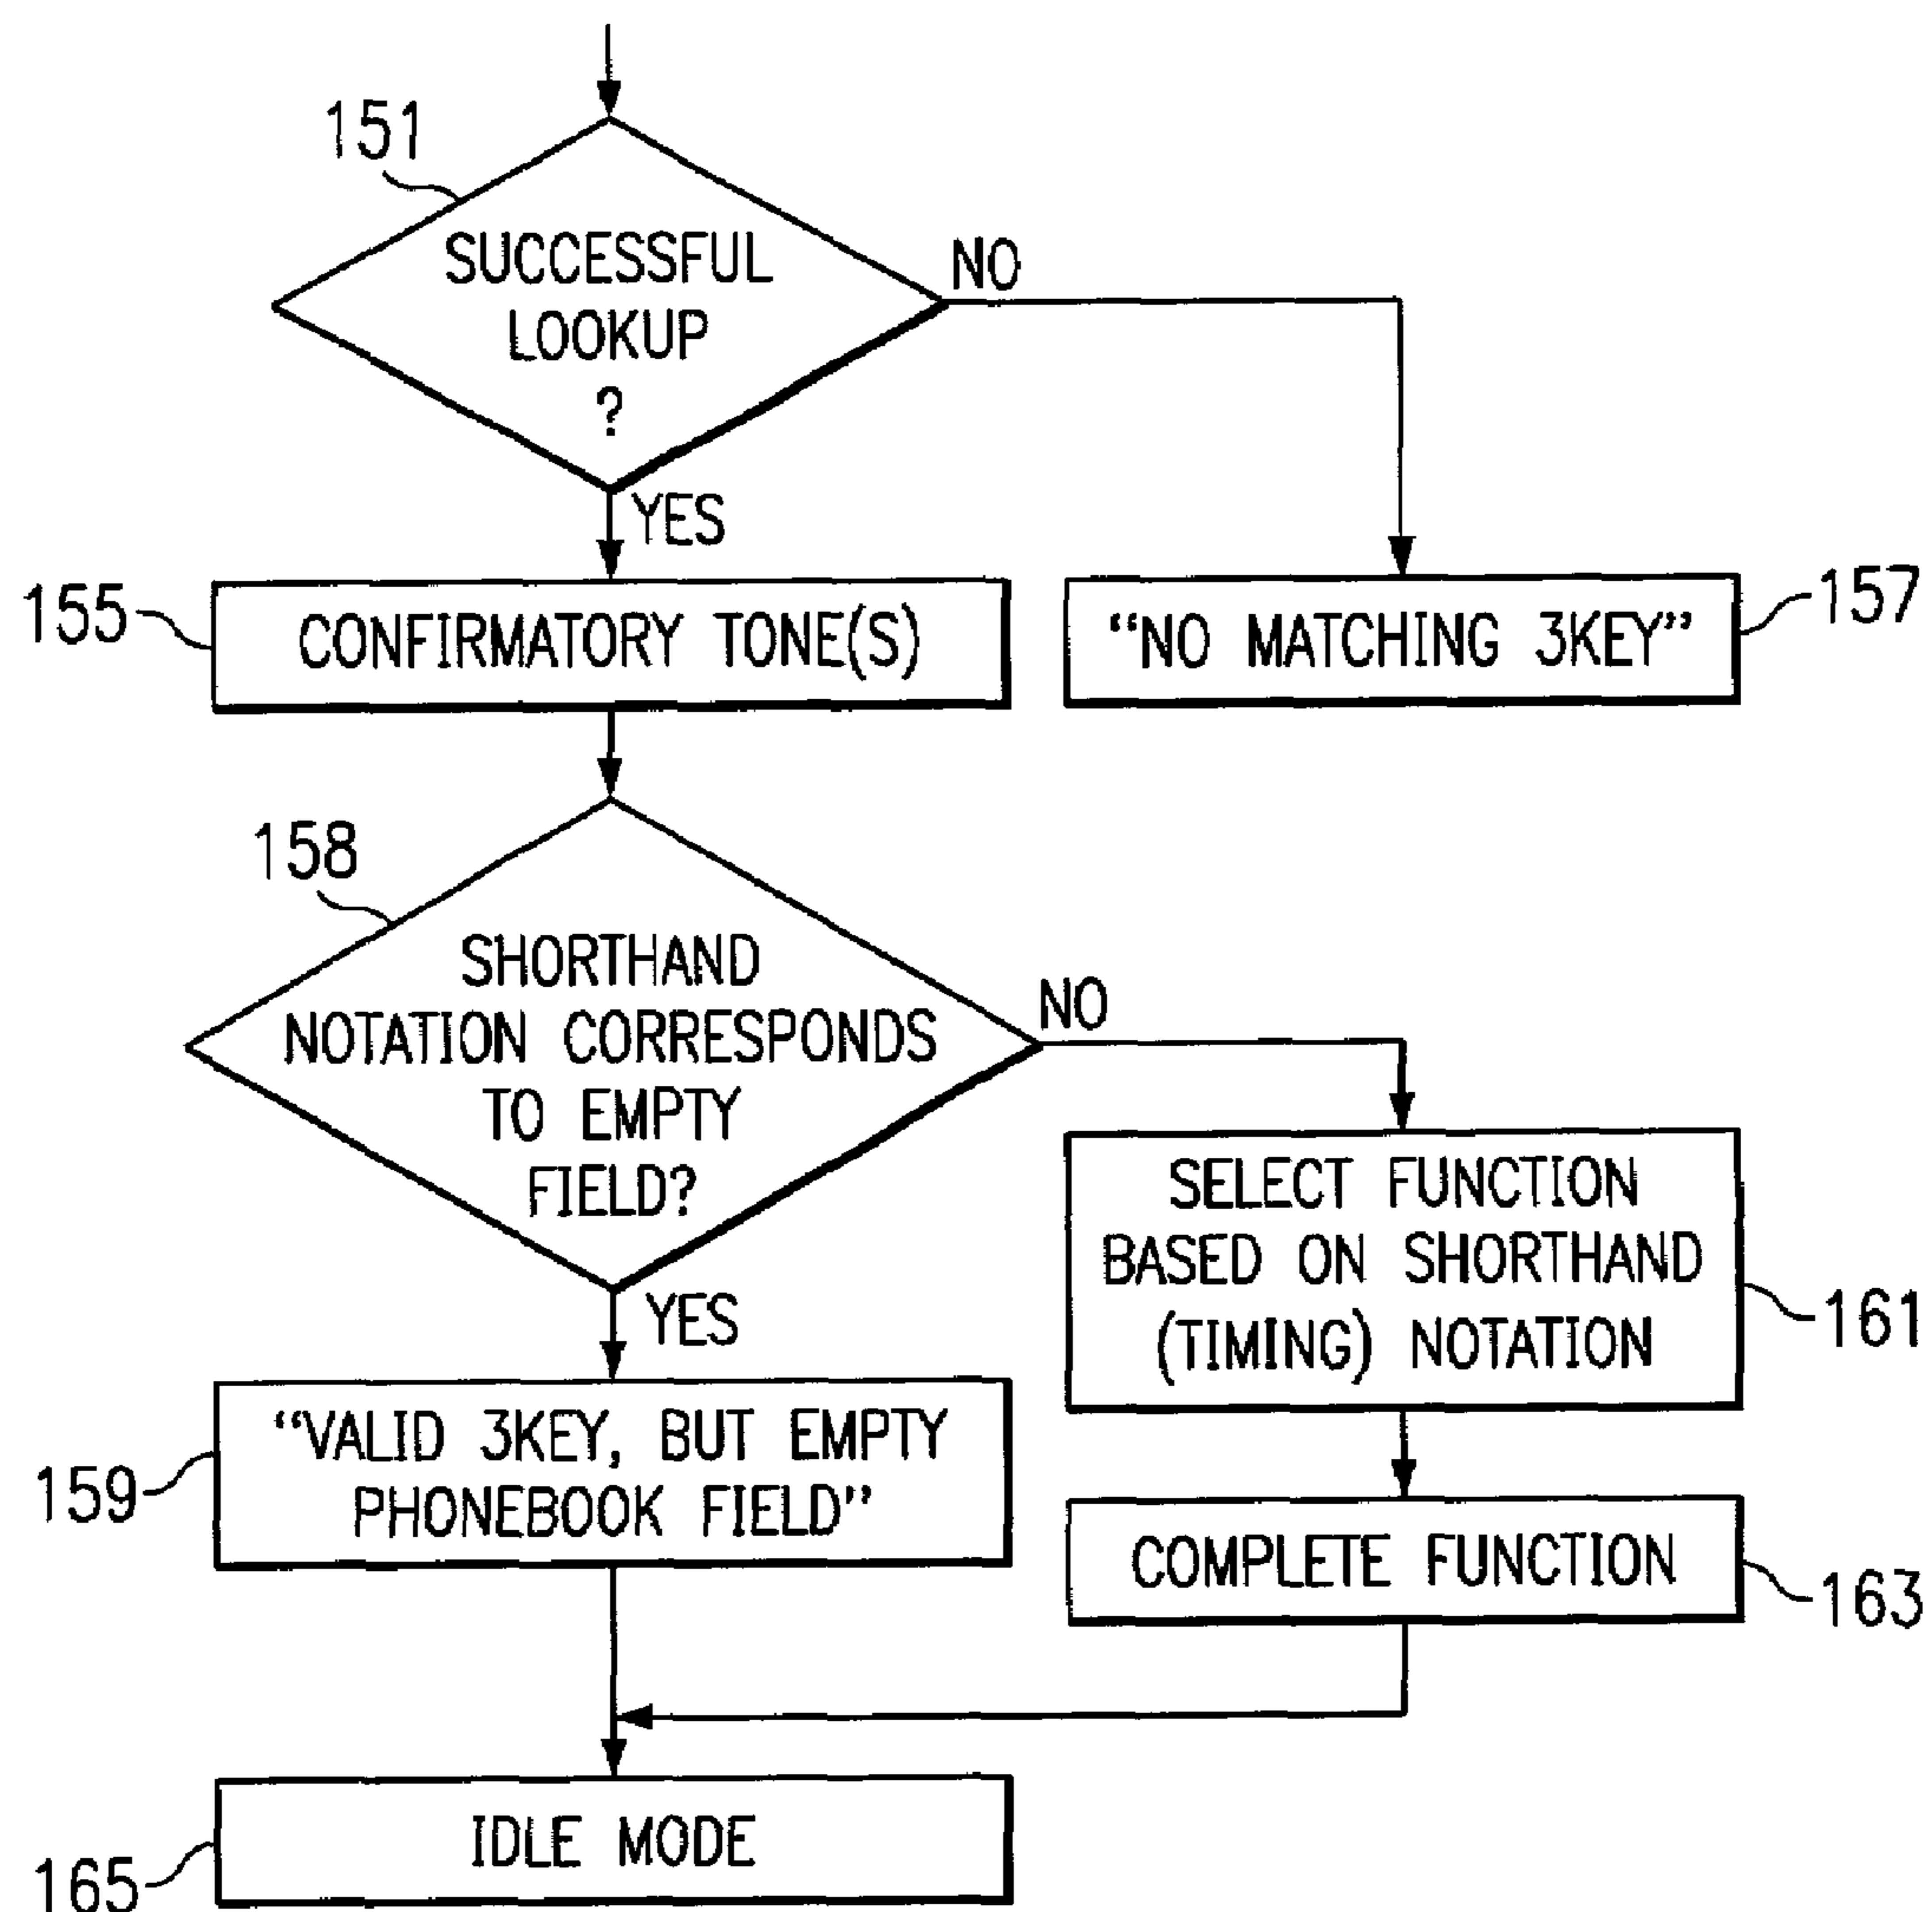 151
SUCCESSFUL
LOOKUP
?
NO
YES
155
CONFIRMATORY TONE(S)
“NO MATCHING 3KEY”
157
158
SHORTHAND
NOTATION CORRESPONDS
TO EMPTY
FIELD?
NO
YES
SELECT FUNCTION
BASED ON SHORTHAND
(TIMING) NOTATION
161
159
“VALID 3KEY, BUT EMPTY
PHONEBOOK FIELD”
COMPLETE FUNCTION
163
165
IDLE MODE